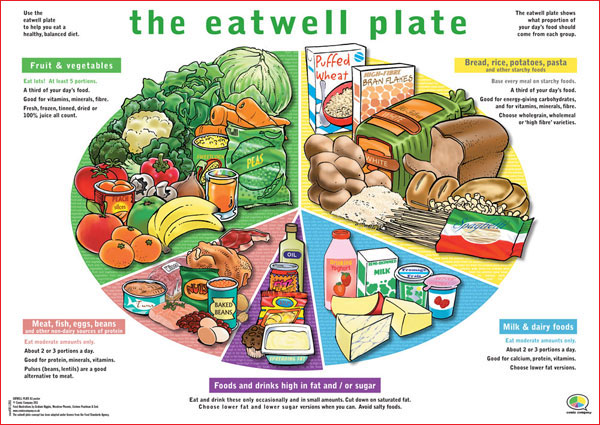 the eatwell plate
Use the
eatwell plate
to help you eat a
healthy, balanced diet.
The eatwell plate shows
what proportion of
your day's food should
come from each group.
Fruit & vegetables
Eat lots! At least 5 portions.
A third of your day's food.
Good for vitamins, minerals, fibre.
Fresh, frozen, tinned, dried or
100% juice all count.
Bread, rice, potatoes, pasta
and other starchy foods
Base every meal on starchy foods.
A third of your day's food.
Good for energy-giving carbohydrates,
and for vitamins, minerals, fibre.
Choose wholegrain, wholemeal
or 'high fibre' varieties.
Puffed
Wheat
HIGH-FIBRE
BRAN FLAKES
PEAS
WHITE
Spaghetti
PEACH
slices
OIL
Yoghurt
MILK
BAKED
BEANS
SPREADING FAT
Meat, fish, eggs, beans
and other non-dairy sources of protein
Eat moderate amounts only.
About 2 or 3 portions a day.
Good for protein, minerals, vitamins.
Pulses (beans, lentils) are a good
alternative to meat.
Milk & dairy foods
Eat moderate amounts only.
About 2 or 3 portions a day.
Good for calcium, protein, vitamins.
Choose lower fat versions.
Foods and drinks high in fat and / or sugar
Eat and drink these only occasionally and in small amounts. Cut down on saturated fat.
Choose lower fat and lower sugar versions when you can. Avoid salty foods.
comic company